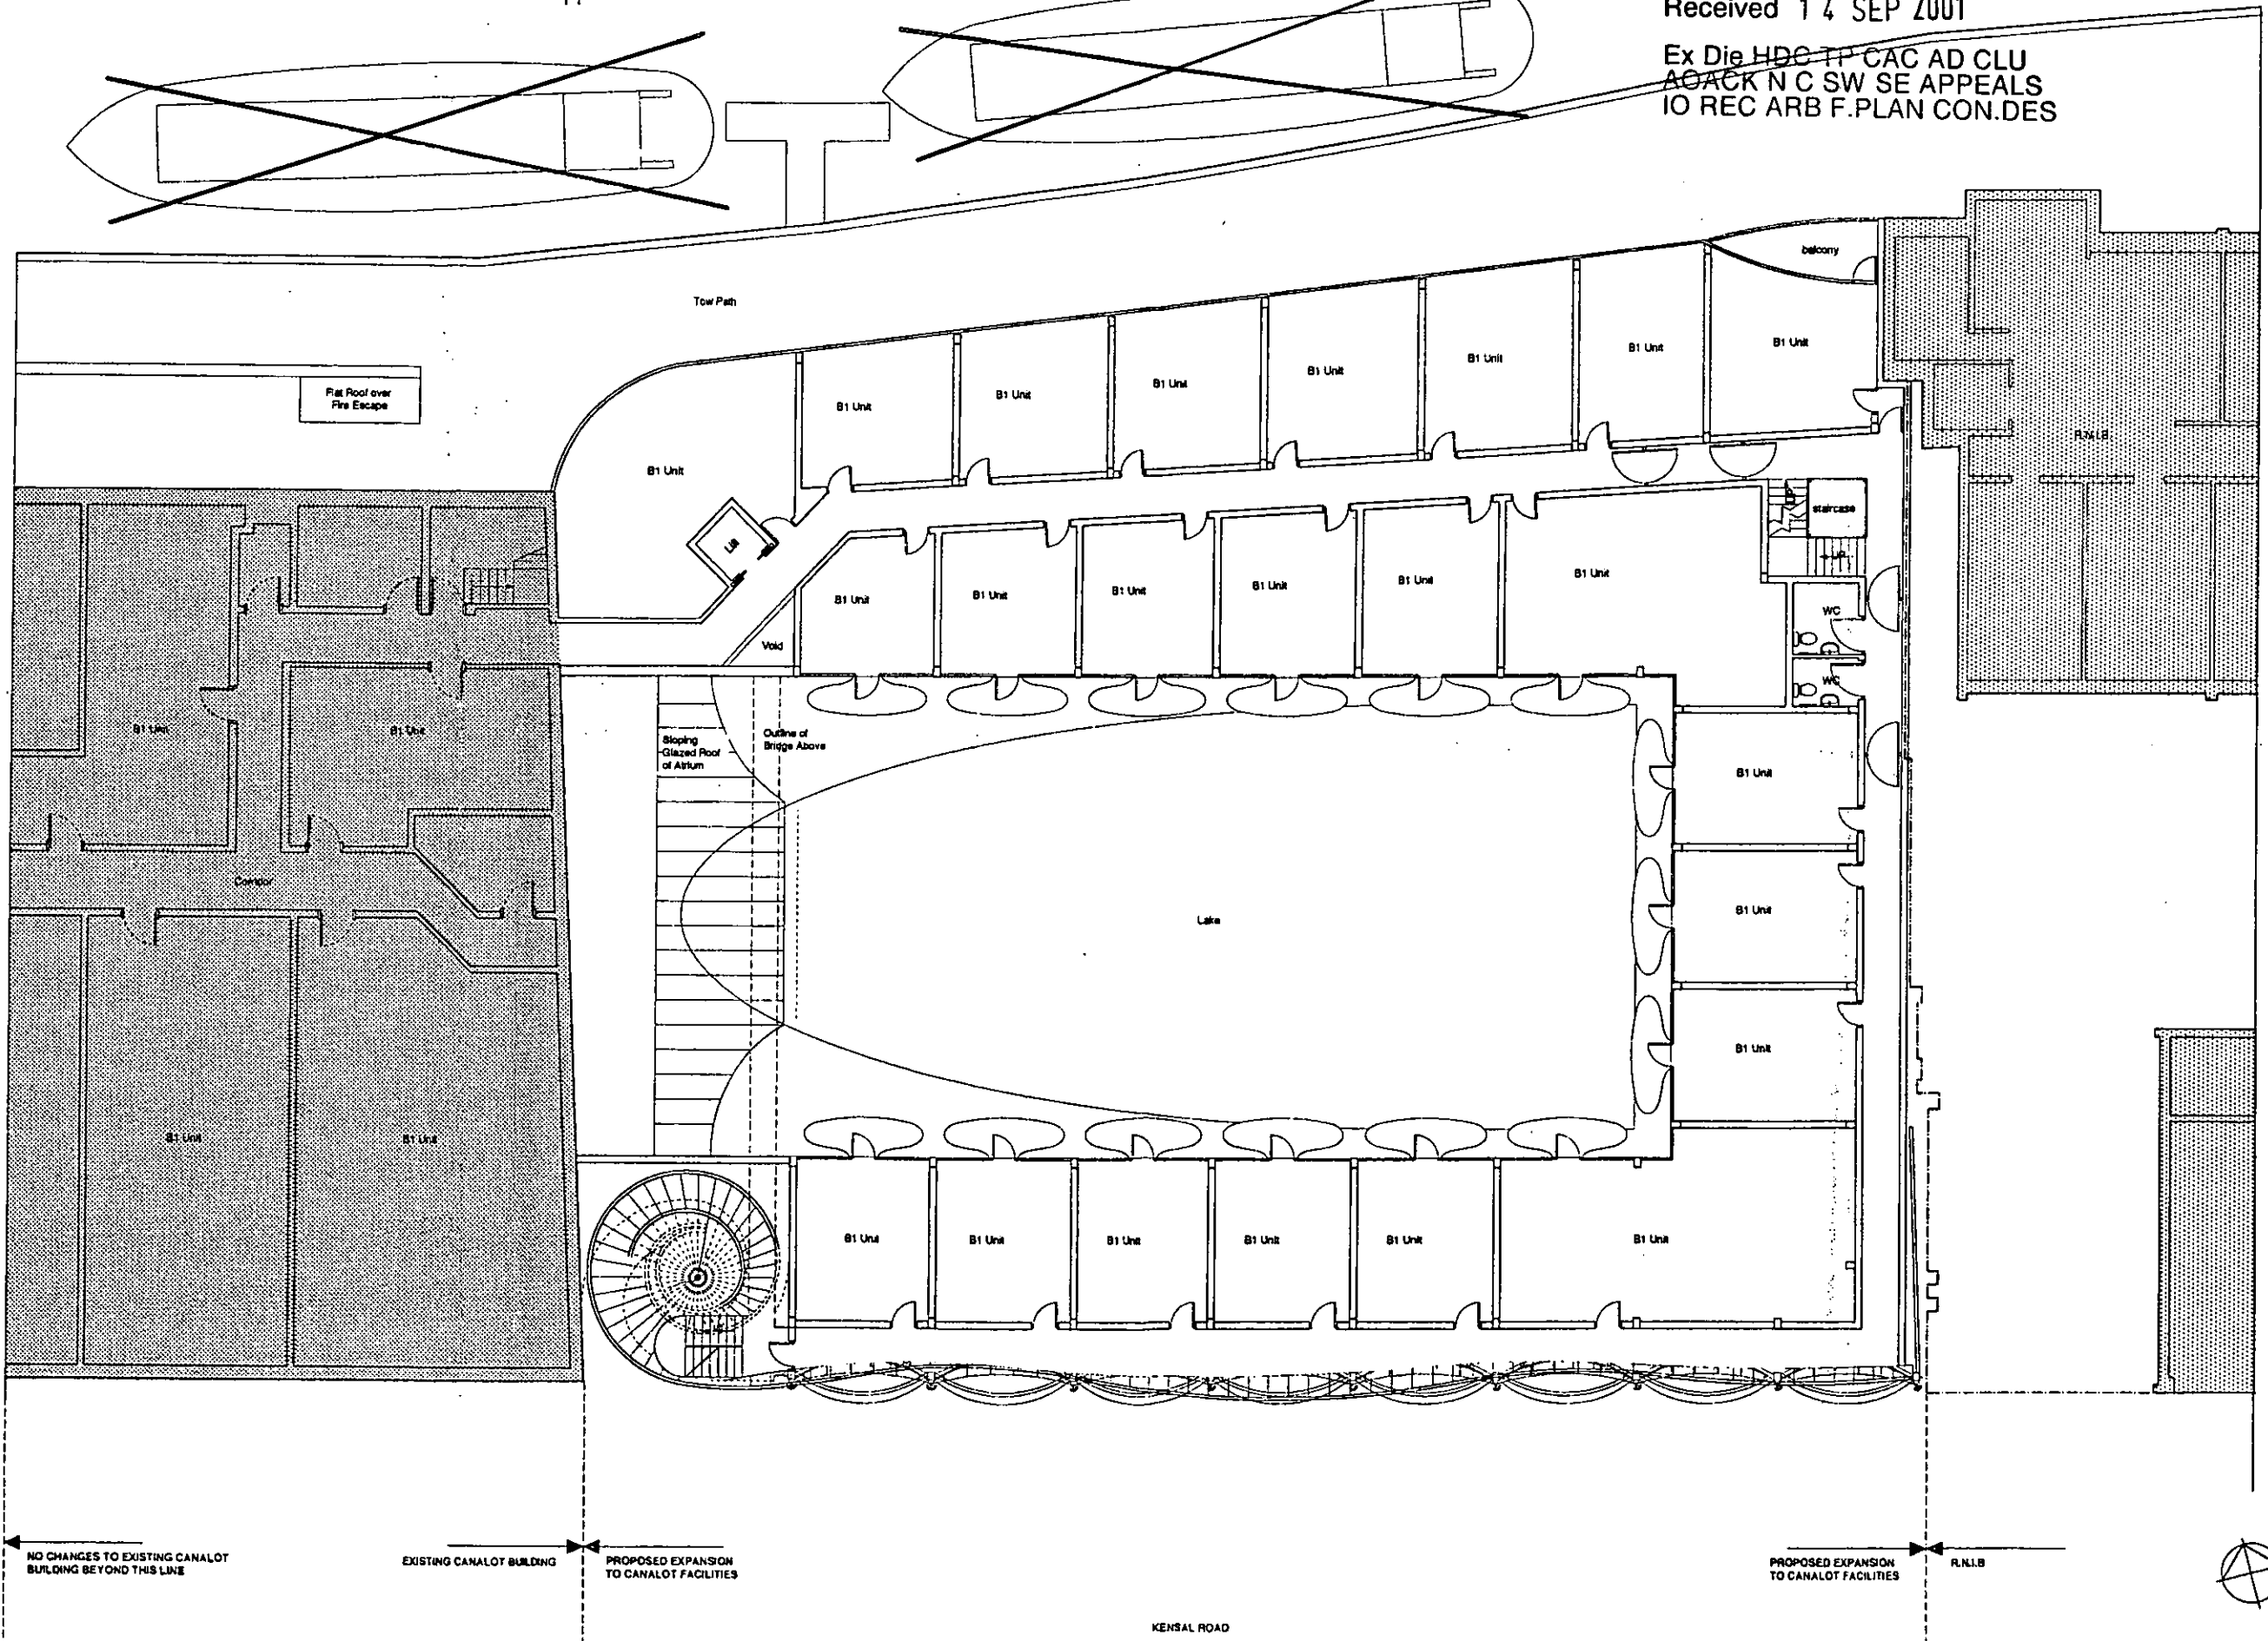 Received 14 SEP 2001
Ex Die HDC TP CAC AD CLU
AOACK N C SW SE APPEALS
IO REC ARB F.PLAN CON.DES
balcony
Tow Path
B1 Unit
B1 Unit
B1 Unit
B1 Unit
B1 Unit
B1 Unit
B1 Unit
B1 Unit
Flat Roof over
Fire Escape
R.N.I.B.
Lift
staircase
UP
UP
B1 Unit
B1 Unit
B1 Unit
B1 Unit
B1 Unit
B1 Unit
WC
WC
Void
B1 Unit
B1 Unit
Sloping
Glazed Roof
of Atrium
Outline of
Bridge Above
B1 Unit
Corridor
Lake
B1 Unit
B1 Unit
B1 Unit
B1 Unit
B1 Unit
B1 Unit
B1 Unit
B1 Unit
B1 Unit
B1 Unit
NO CHANGES TO EXISTING CANALOT
BUILDING BEYOND THIS LINE
EXISTING CANALOT BUILDING
PROPOSED EXPANSION
TO CANALOT FACILITIES
PROPOSED EXPANSION
TO CANALOT FACILITIES
R.N.I.B
KENSAL ROAD